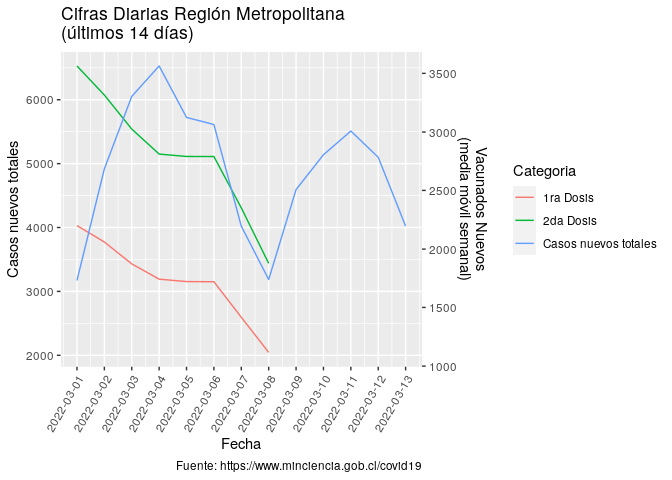 Cifras Diarias Región Metropolitana
(últimos 14 días)
Casos nuevos totales
6000
5000
4000
3000
2000
3500
3000
2500
2000
1500
1000
Vacunados Nuevos
(media móvil semanal)
2022-03-01
2022-03-02
2022-03-03
2022-03-04
2022-03-05
2022-03-06
2022-03-07
2022-03-08
2022-03-09
2022-03-10
2022-03-11
2022-03-12
2022-03-13
Fecha
Categoria
1ra Dosis
2da Dosis
Casos nuevos totales
Fuente: https://www.minciencia.gob.cl/covid19